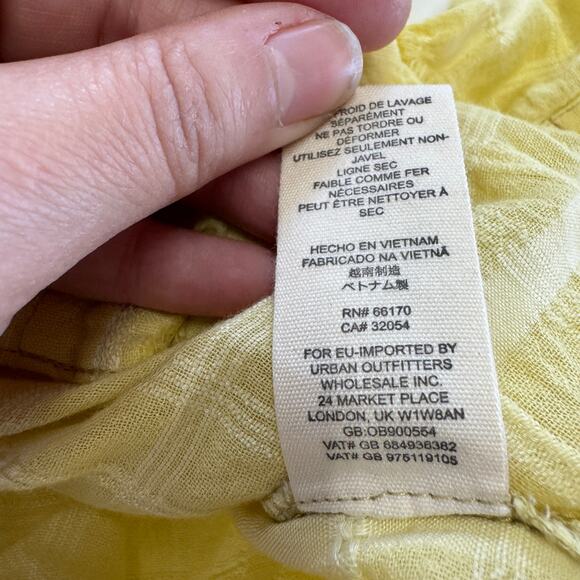 FROID DE LAVAGE
SÉPARÉMENT
NE PAS TORDRE OU
DÉFORMER
UTILISEZ SEULEMENT NON-
JAVEL
LIGNE SEC
FAIBLE COMME FER
NÉCESSAIRES
PEUT ÊTRE NETTOYER À
SEC
HECHO EN VIETNAM
FABRICADO NA VIETNÃ
越南制造
ベトナム製
RN# 66170
CA# 32054
FOR EU-IMPORTED BY
URBAN OUTFITTERS
WHOLESALE INC.
24 MARKET PLACE
LONDON, UK W1W8AN
GB:OB900554
VAT# GB 684936382
VAT# GB 975119105